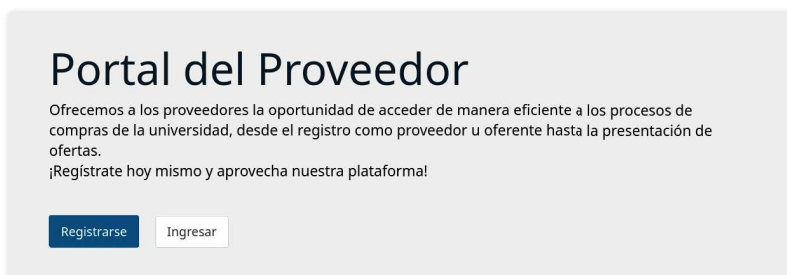 Portal del Proveedor
Ofrecemos a los proveedores la oportunidad de acceder de manera eficiente a los procesos de
compras de la universidad, desde el registro como proveedor u oferente hasta la presentación de
ofertas.
¡Regístrate hoy mismo y aprovecha nuestra plataforma!
Registrarse
Ingresar